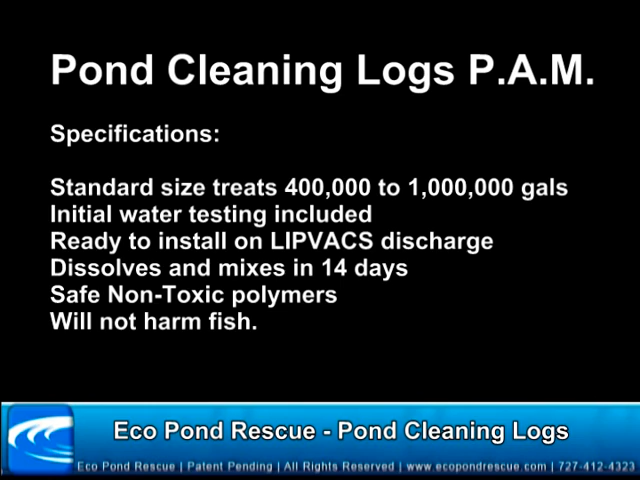 Pond Cleaning Logs P.A.M.
Specifications:
Standard size treats 400,000 to 1,000,000 gals
Initial water testing included
Ready to install on LIPVACS discharge
Dissolves and mixes in 14 days
Safe Non-Toxic polymers
Will not harm fish.
Eco Pond Rescue - Pond Cleaning Logs
Eco Pond Rescue | Patent Pending | All Rights Reserved | www.ecopondrescue.com | 727-412-4323